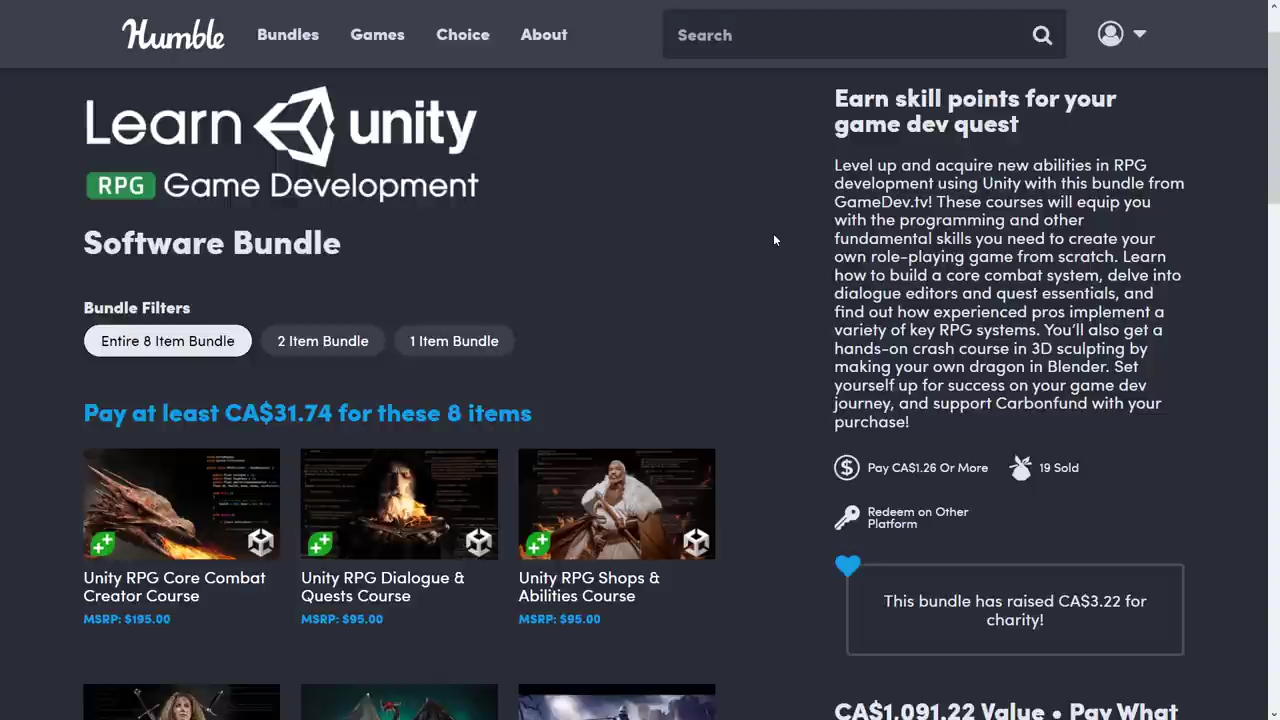 Humble
Bundles
Games
Choice
About
Search
Learn unity
RPG Game Development
Software Bundle
Bundle Filters
Entire 8 Item Bundle
2 Item Bundle
1 Item Bundle
Pay at least CA$31.74 for these 8 items
Unity RPG Core Combat
Creator Course
MSRP: $195.00
Unity RPG Dialogue &
Quests Course
MSRP: $95.00
Unity RPG Shops &
Abilities Course
MSRP: $95.00
Earn skill points for your
game dev quest
Level up and acquire new abilities in RPG
development using Unity with this bundle from
GameDev.tv! These courses will equip you
with the programming and other
fundamental skills you need to create your
own role-playing game from scratch. Learn
how to build a core combat system, delve into
dialogue editors and quest essentials, and
find out how experienced pros implement a
variety of key RPG systems. You'll also get a
hands-on crash course in 3D sculpting by
making your own dragon in Blender. Set
yourself up for success on your game dev
journey, and support Carbonfund with your
purchase!
Pay CA$1.26 Or More
19 Sold
Redeem on Other
Platform
This bundle has raised CA$3.22 for
charity!
CA$1,091.22 Value • Pay What